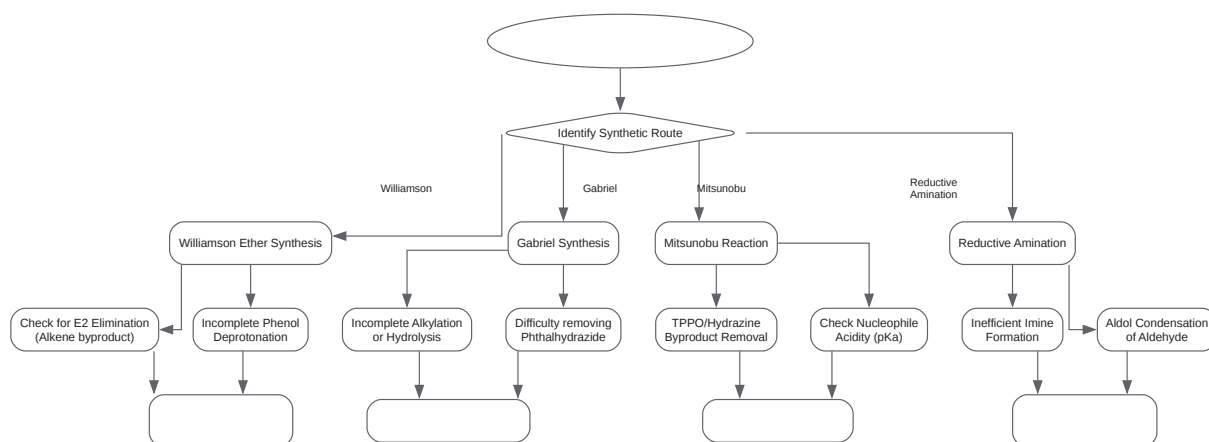 Identify Synthetic Route
Williamson
Gabriel
Mitsunobu
Reductive
Amination
Williamson Ether Synthesis
Gabriel Synthesis
Mitsunobu Reaction
Reductive Amination
Check for E2 Elimination
(Alkene byproduct)
Incomplete Phenol
Deprotonation
Incomplete Alkylation
or Hydrolysis
Difficulty removing
Phthalhydrazide
TPPO/Hydrazine
Byproduct Removal
Check Nucleophile
Acidity (pKa)
Inefficient Imine
Formation
Aldol Condensation
of Aldehyde